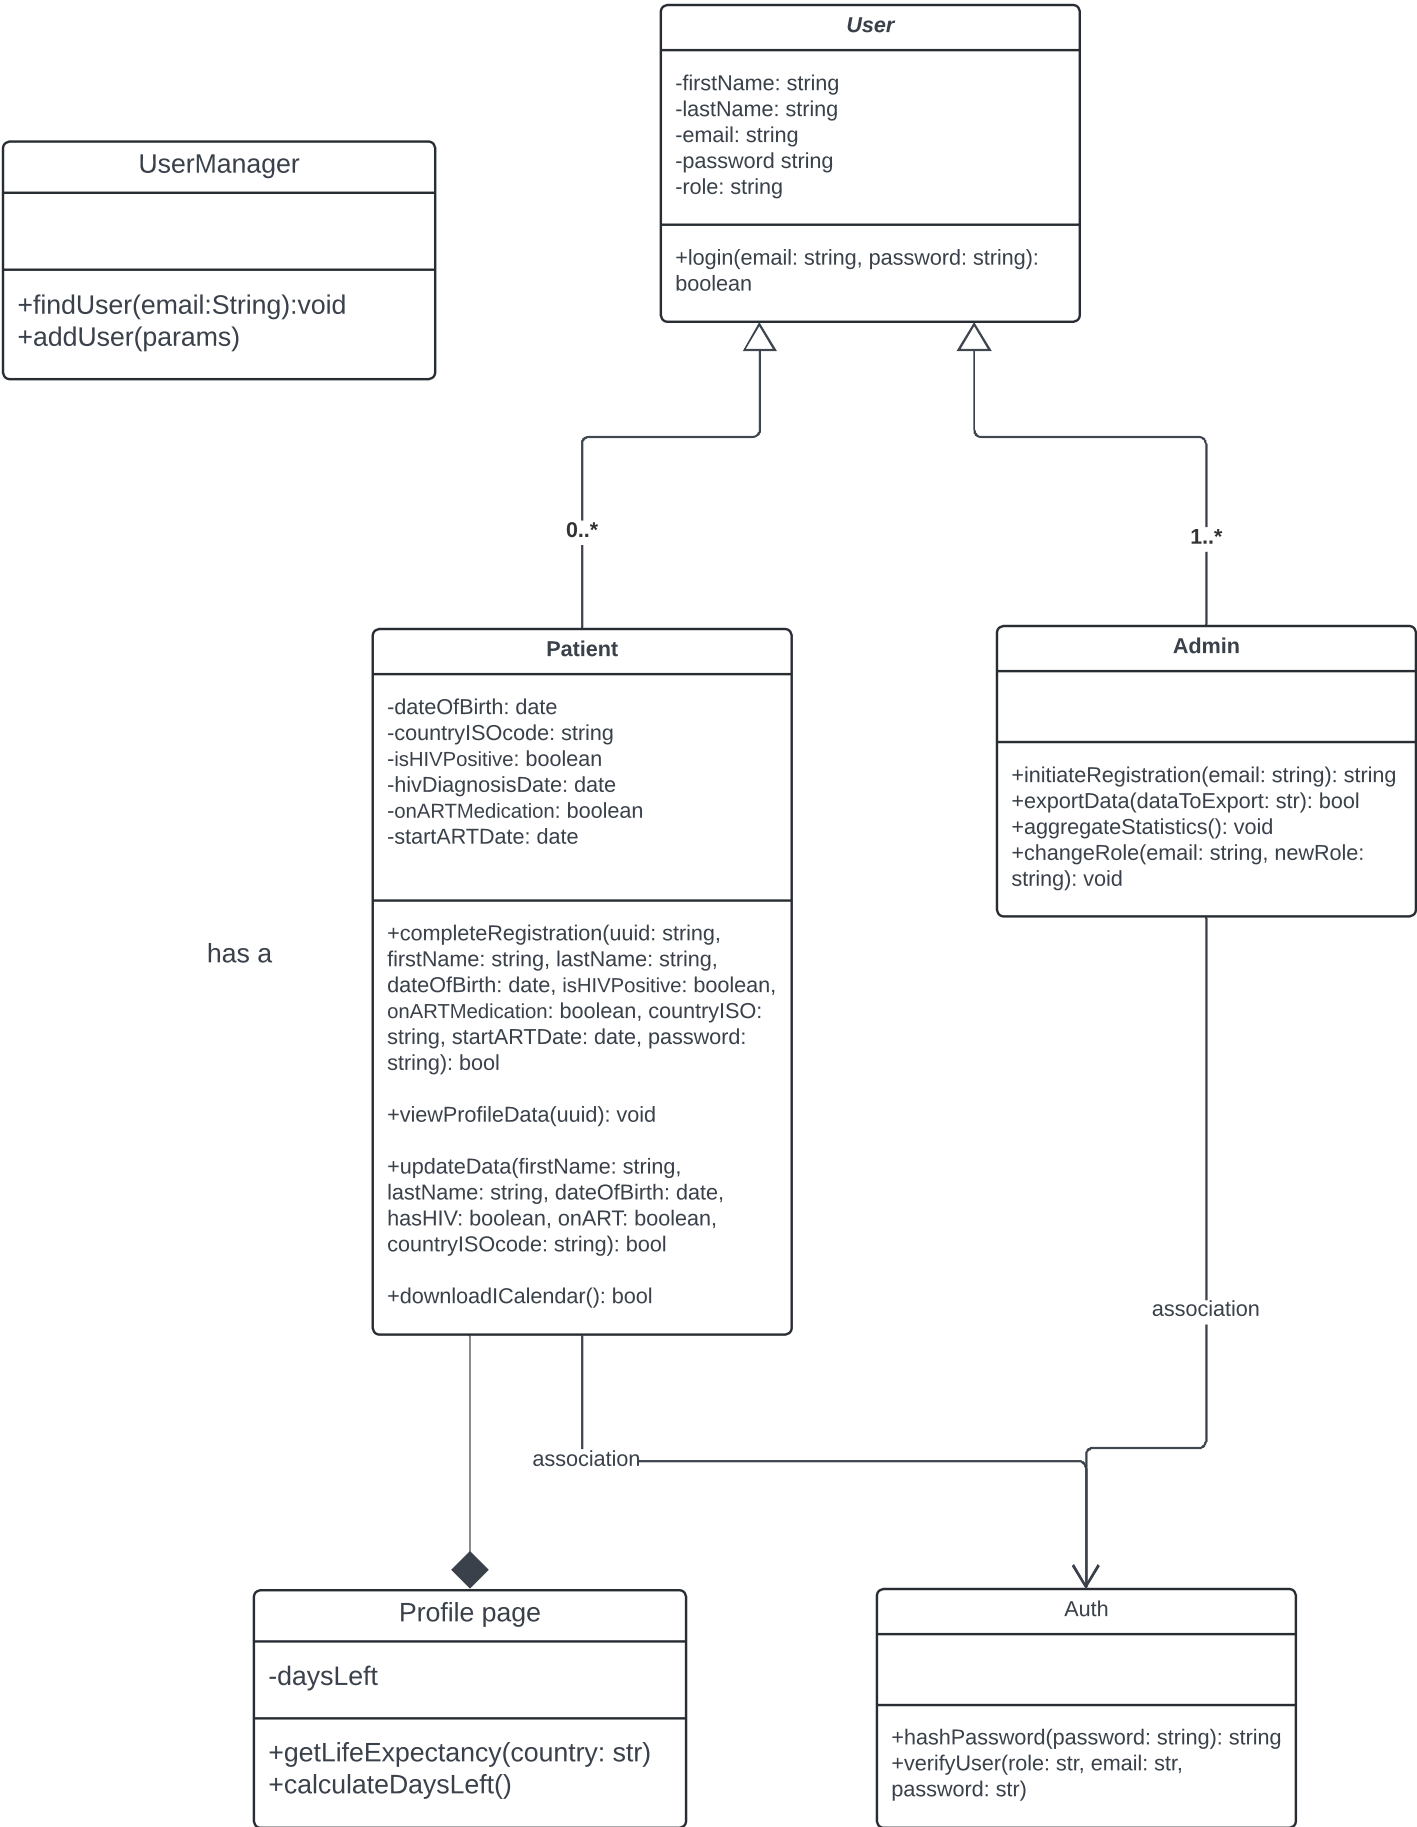 User
-firstName: string
-lastName: string
-email: string
-password string
-role: string
+login(email: string, password: string):
boolean
UserManager
+findUser(email:String):void
+addUser(params)
0..*
1..*
Patient
-dateOfBirth: date
-countryISOcode: string
-isHIVPositive: boolean
-hivDiagnosisDate: date
-onARTMedication: boolean
-startARTDate: date
+completeRegistration(uuid: string,
firstName: string, lastName: string,
dateOfBirth: date, isHIVPositive: boolean,
onARTMedication: boolean, countryISO:
string, startARTDate: date, password:
string): bool
+viewProfileData(uuid): void
+updateData(firstName: string,
lastName: string, dateOfBirth: date,
hasHIV: boolean, onART: boolean,
countryISOcode: string): bool
+downloadICalendar(): bool
Admin
+initiateRegistration(email: string): string
+exportData(dataToExport: str): bool
+aggregateStatistics(): void
+changeRole(email: string, newRole:
string): void
has a
association
association
Profile page
-daysLeft
+getLifeExpectancy(country: str)
+calculateDaysLeft()
Auth
+hashPassword(password: string): string
+verifyUser(role: str, email: str,
password: str)